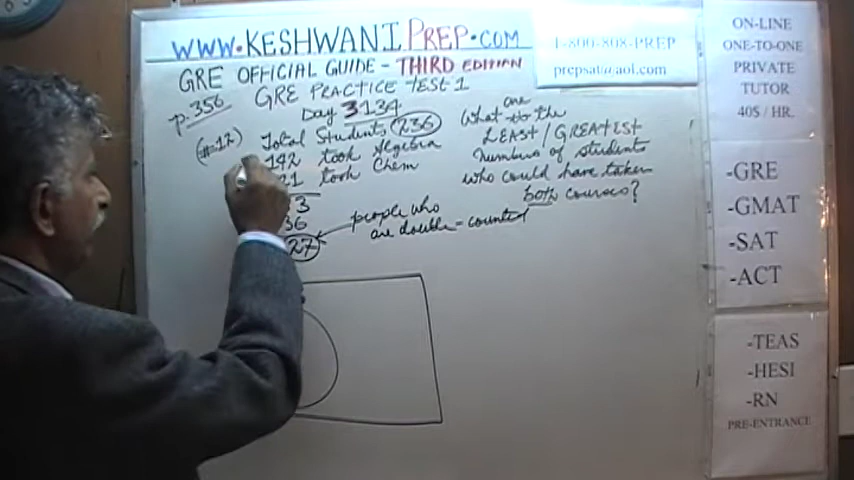 WWW.KESHWANIPREP.COM
1-800-808-PREP
prepsat@aol.com
GRE OFFICIAL GUIDE - THIRD EDITION
p.356 GRE PRACTICE TEST 1
Day 3134
(#12) Total Students 236
142 took Algebra
21 took Chem
3
36
27
people who
are double-counted
What are the
LEAST / GREATEST
numbers of students
who could have taken
both courses?
ON-LINE
ONE-TO-ONE
PRIVATE
TUTOR
40$ / HR.
-GRE
-GMAT
-SAT
-ACT
-TEAS
-HESI
-RN
PRE-ENTRANCE